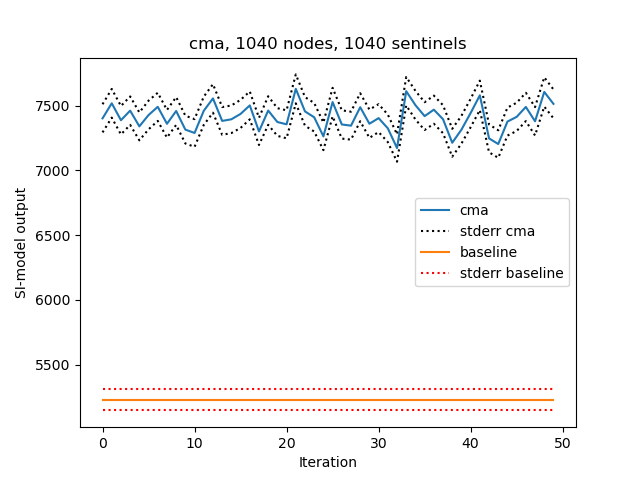 cma, 1040 nodes, 1040 sentinels
SI-model output
7500
7000
6500
6000
5500
cma
stderr cma
baseline
stderr baseline
0 10 20 30 40 50
Iteration